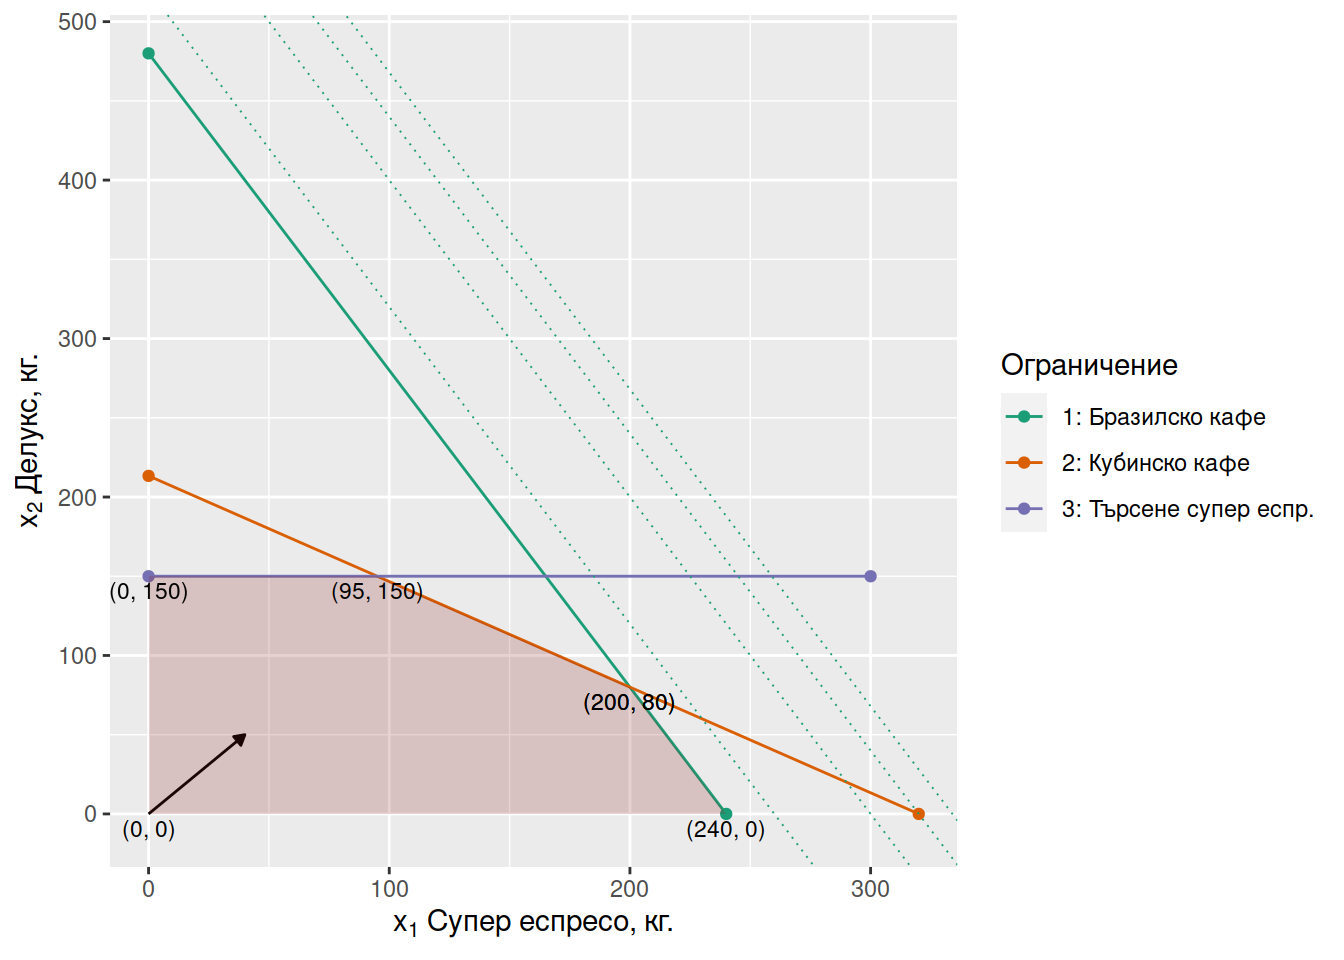 500
400
300
200
100
0
x2 Делукс, кг.
(0, 150)
(95, 150)
(200, 80)
(0, 0)
(240, 0)
0
100
200
300
x1 Супер еспресо, кг.
Ограничение
1: Бразилско кафе
2: Кубинско кафе
3: Търсене супер еспр.